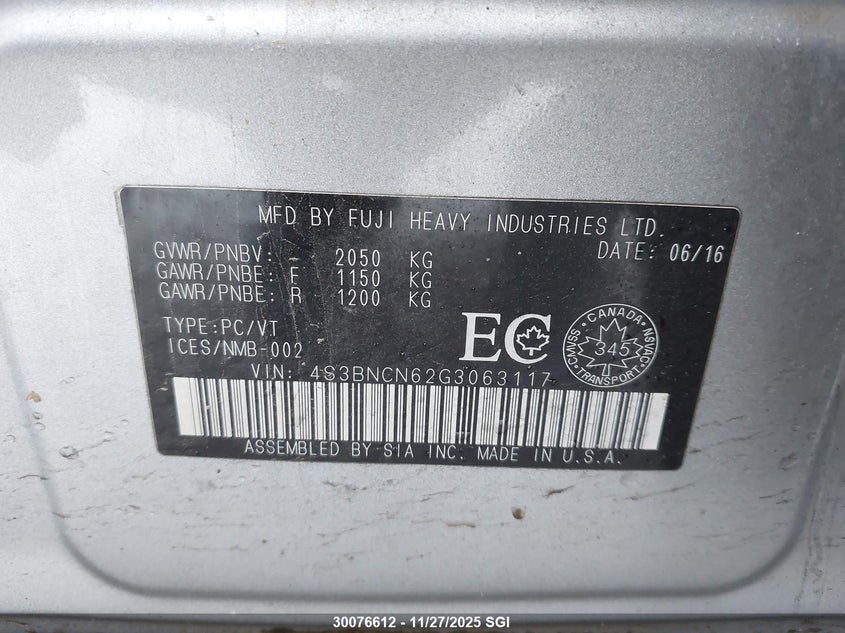 MFD BY FUJI HEAVY INDUSTRIES LTD.
GVWR/PNBV: - 2050 KG DATE: 06/16
GAWR/PNBE: F 1150 KG
GAWR/PNBE: R 1200 KG
TYPE:PC/VT
ICES/NMB-002
EC
CANADA
CMVSS 345 NSVAC
TRANSPORT
VIN: 4S3BNCN62G3063117
ASSEMBLED BY SIA INC. MADE IN U.S.A.
30076612 - 11/27/2025 SGI